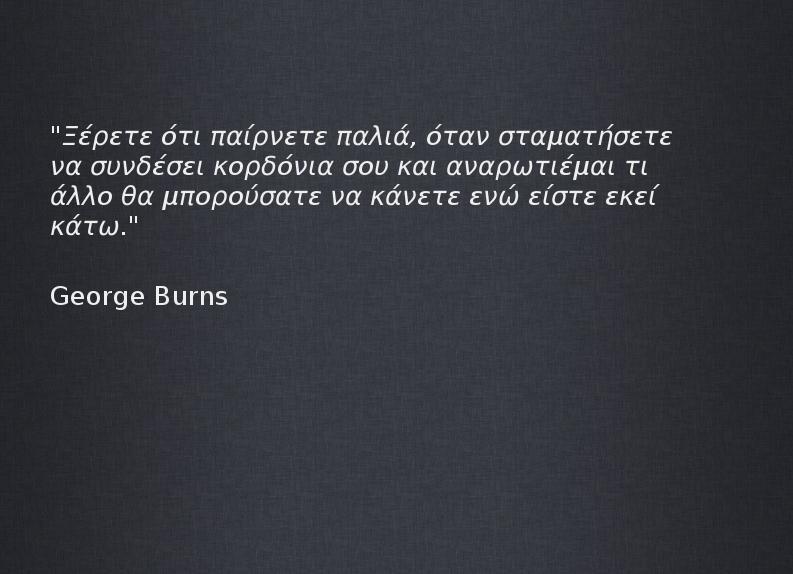 "Ξέρετε ότι παίρνετε παλιά, όταν σταματήσετε
να συνδέσει κορδόνια σου και αναρωτιέμαι τι
άλλο θα μπορούσατε να κάνετε ενώ είστε εκεί
κάτω."
George Burns